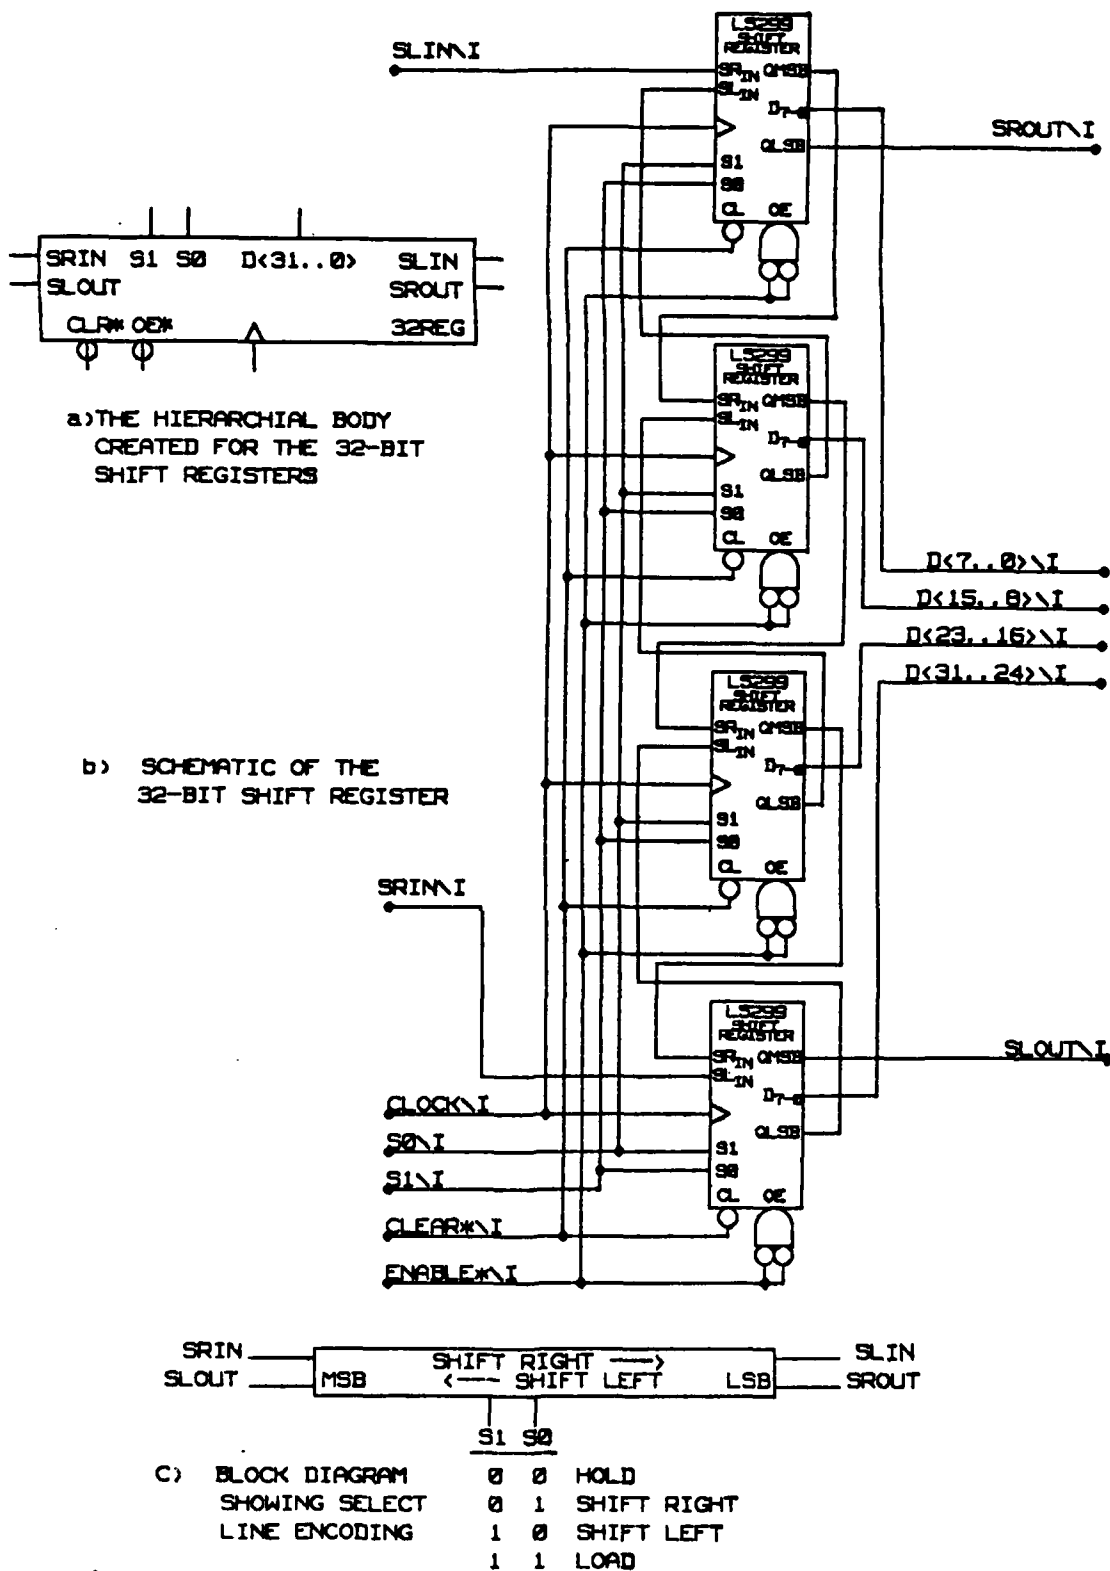 SLIN\I
LS299
SHIFT
REGISTER
SRIN QMSB
SLIN
D7-0
QLSB
S1
S0
CL OE
SROUT\I
SRIN S1 S0 D<31..0> SLIN
SLOUT SROUT
CLR* OE* 32REG
a) THE HIERARCHIAL BODY
CREATED FOR THE 32-BIT
SHIFT REGISTERS
LS299
SHIFT
REGISTER
SRIN QMSB
SLIN
D7-0
QLSB
S1
S0
CL OE
D<7..0>\I
D<15..8>\I
D<23..16>\I
D<31..24>\I
LS299
SHIFT
REGISTER
SRIN QMSB
SLIN
D7-0
QLSB
S1
S0
CL OE
b) SCHEMATIC OF THE
32-BIT SHIFT REGISTER
SRIN\I
LS299
SHIFT
REGISTER
SRIN QMSB
SLIN
D7-0
QLSB
S1
S0
CL OE
SLOUT\I
CLOCK\I
S0\I
S1\I
CLEAR*\I
ENABLE*\I
SRIN SHIFT RIGHT ---> SLIN
SLOUT MSB <--- SHIFT LEFT LSB SROUT
S1 S0
C) BLOCK DIAGRAM 0 0 HOLD
SHOWING SELECT 0 1 SHIFT RIGHT
LINE ENCODING 1 0 SHIFT LEFT
1 1 LOAD